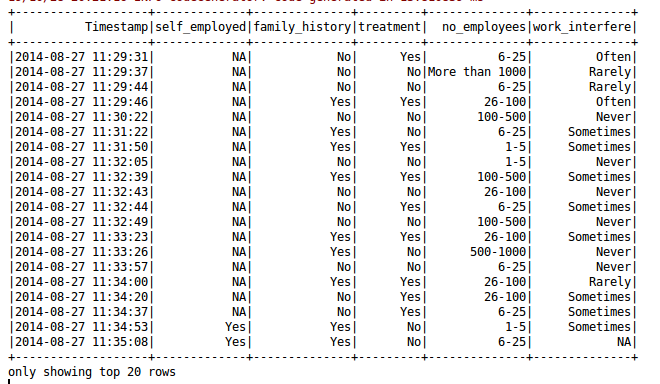 +-------------------+-------------+--------------+---------+--------------+--------------+
|          Timestamp|self_employed|family_history|treatment|  no_employees|work_interfere|
+-------------------+-------------+--------------+---------+--------------+--------------+
|2014-08-27 11:29:31|           NA|            No|      Yes|          6-25|         Often|
|2014-08-27 11:29:37|           NA|            No|       No|More than 1000|        Rarely|
|2014-08-27 11:29:44|           NA|            No|       No|          6-25|        Rarely|
|2014-08-27 11:29:46|           NA|           Yes|      Yes|        26-100|         Often|
|2014-08-27 11:30:22|           NA|            No|       No|       100-500|         Never|
|2014-08-27 11:31:22|           NA|           Yes|       No|          6-25|     Sometimes|
|2014-08-27 11:31:50|           NA|           Yes|      Yes|           1-5|     Sometimes|
|2014-08-27 11:32:05|           NA|            No|       No|           1-5|         Never|
|2014-08-27 11:32:39|           NA|           Yes|      Yes|       100-500|     Sometimes|
|2014-08-27 11:32:43|           NA|            No|       No|        26-100|         Never|
|2014-08-27 11:32:44|           NA|            No|      Yes|          6-25|     Sometimes|
|2014-08-27 11:32:49|           NA|            No|       No|       100-500|         Never|
|2014-08-27 11:33:23|           NA|           Yes|      Yes|        26-100|     Sometimes|
|2014-08-27 11:33:26|           NA|           Yes|       No|      500-1000|         Never|
|2014-08-27 11:33:57|           NA|            No|       No|          6-25|         Never|
|2014-08-27 11:34:00|           NA|           Yes|      Yes|        26-100|        Rarely|
|2014-08-27 11:34:20|           NA|            No|      Yes|        26-100|     Sometimes|
|2014-08-27 11:34:37|           NA|           Yes|      Yes|          6-25|     Sometimes|
|2014-08-27 11:34:53|          Yes|           Yes|       No|           1-5|     Sometimes|
|2014-08-27 11:35:08|          Yes|           Yes|       No|          6-25|            NA|
+-------------------+-------------+--------------+---------+--------------+--------------+
only showing top 20 rows